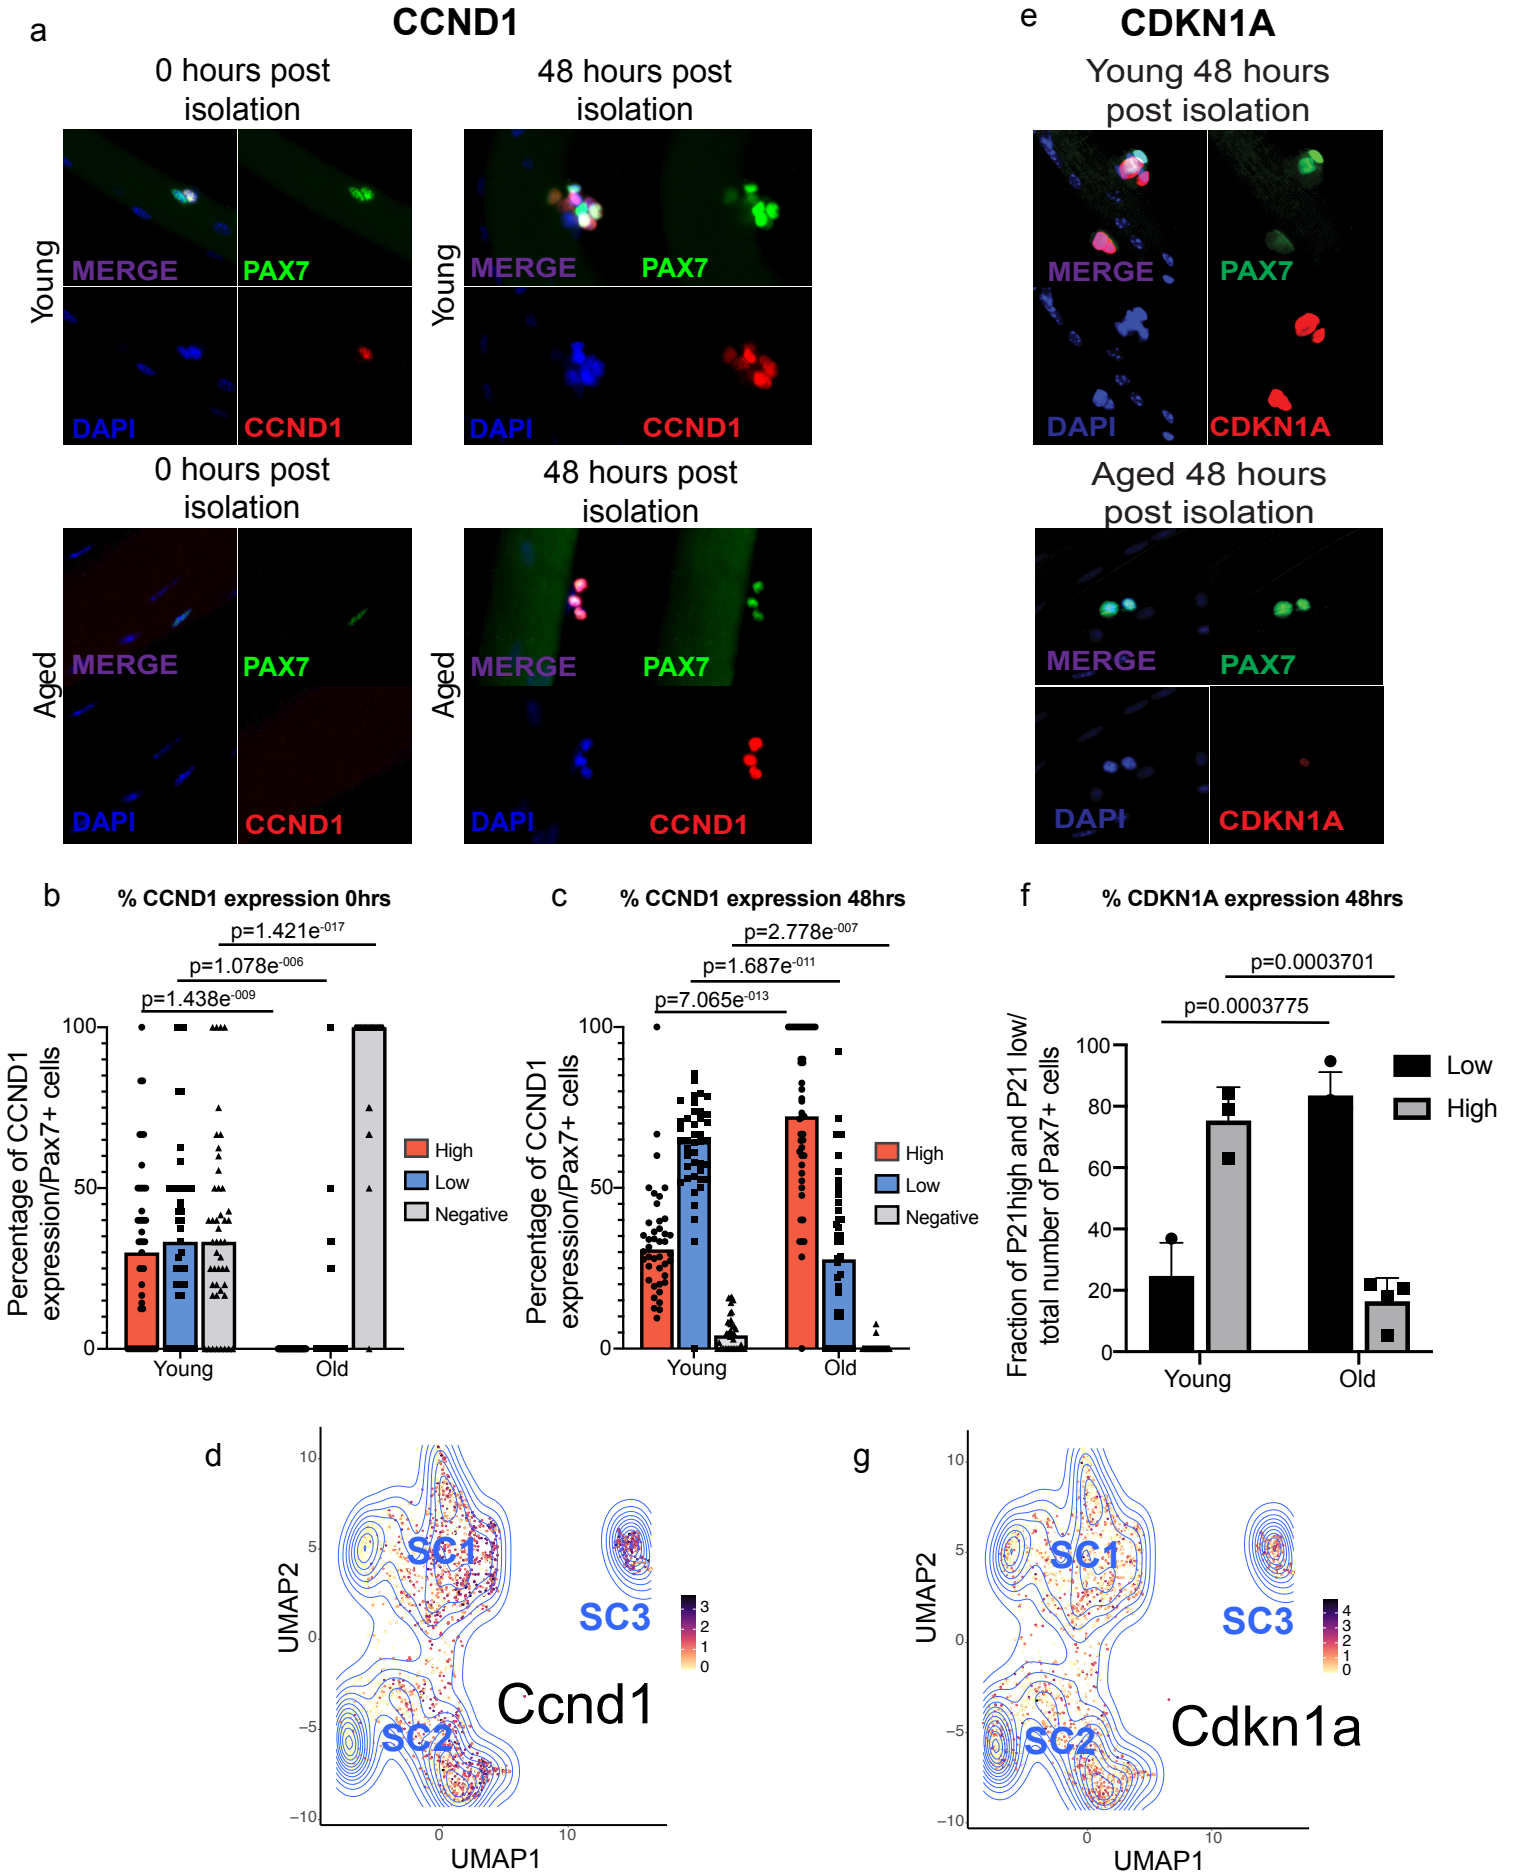 a
CCND1
0 hours post
isolation
48 hours post
isolation
Young
MERGE
PAX7
DAPI
CCND1
Young
MERGE
PAX7
DAPI
CCND1
0 hours post
isolation
48 hours post
isolation
Aged
MERGE
PAX7
DAPI
CCND1
Aged
MERGE
PAX7
DAPI
CCND1
e
CDKN1A
Young 48 hours
post isolation
MERGE
PAX7
DAPI
CDKN1A
Aged 48 hours
post isolation
MERGE
PAX7
DAPI
CDKN1A
b
% CCND1 expression 0hrs
p=1.421e-017
p=1.078e-006
p=1.438e-009
Percentage of CCND1
expression/Pax7+ cells
100
50
0
Young
Old
High
Low
Negative
c
% CCND1 expression 48hrs
p=2.778e-007
p=1.687e-011
p=7.065e-013
Percentage of CCND1
expression/Pax7+ cells
100
50
0
Young
Old
High
Low
Negative
f
% CDKN1A expression 48hrs
p=0.0003701
p=0.0003775
Fraction of P21high and P21 low/
total number of Pax7+ cells
100
80
60
40
20
0
Young
Old
Low
High
d
UMAP2
10
5
0
−5
−10
SC1
SC2
SC3
3
2
1
0
Ccnd1
0
10
UMAP1
g
UMAP2
10
5
0
−5
−10
SC1
SC2
SC3
4
3
2
1
0
Cdkn1a
0
10
UMAP1